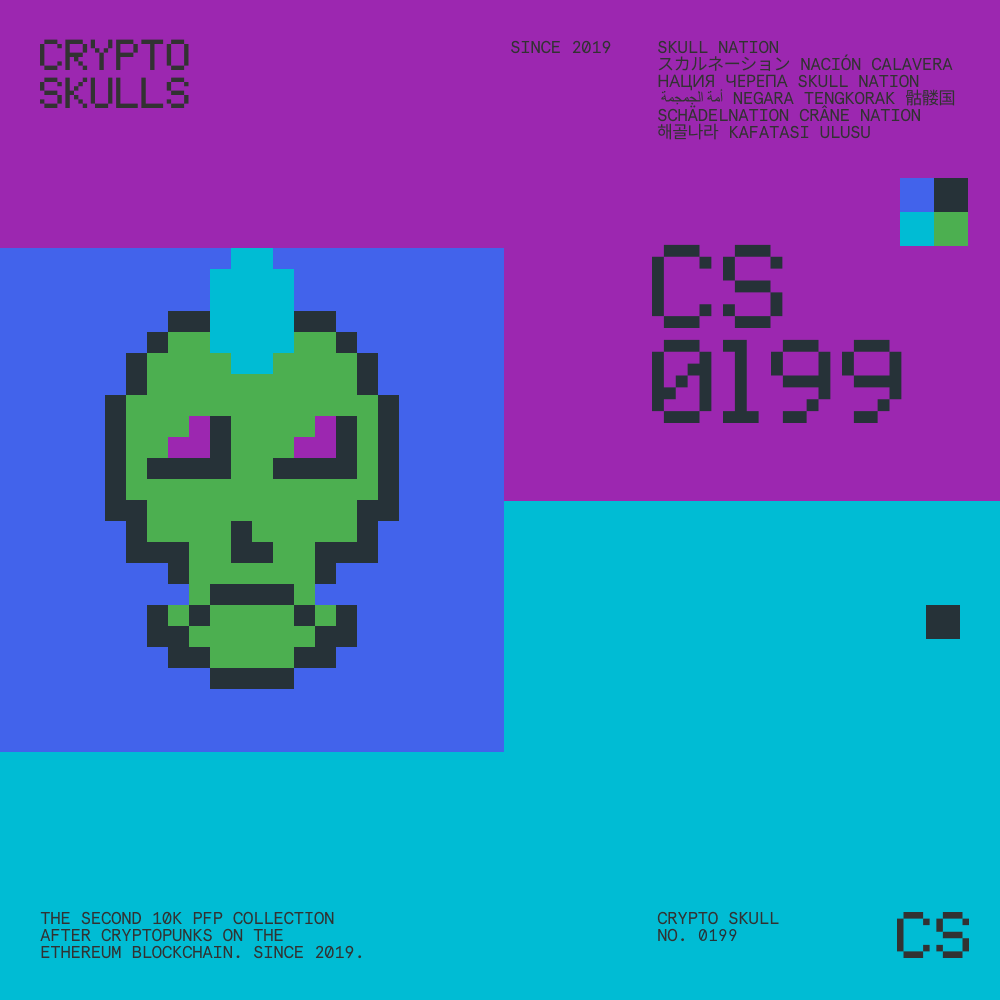 CRYPTO
SKULLS
SINCE 2019
SKULL NATION
スカルネーション NACIÓN CALAVERA
НАЦИЯ ЧЕРЕПА SKULL NATION
أمة الجمجمة NEGARA TENGKORAK 骷髅国
SCHÄDELNATION CRÂNE NATION
해골나라 KAFATASI ULUSU
CS
0199
THE SECOND 10K PFP COLLECTION
AFTER CRYPTOPUNKS ON THE
ETHEREUM BLOCKCHAIN. SINCE 2019.
CRYPTO SKULL
NO. 0199
CS